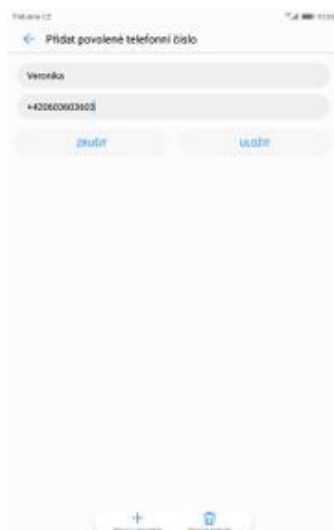 Přidat povolené telefonní číslo
Veronika
+420603603603
ZRUŠIT
ULOŽIT